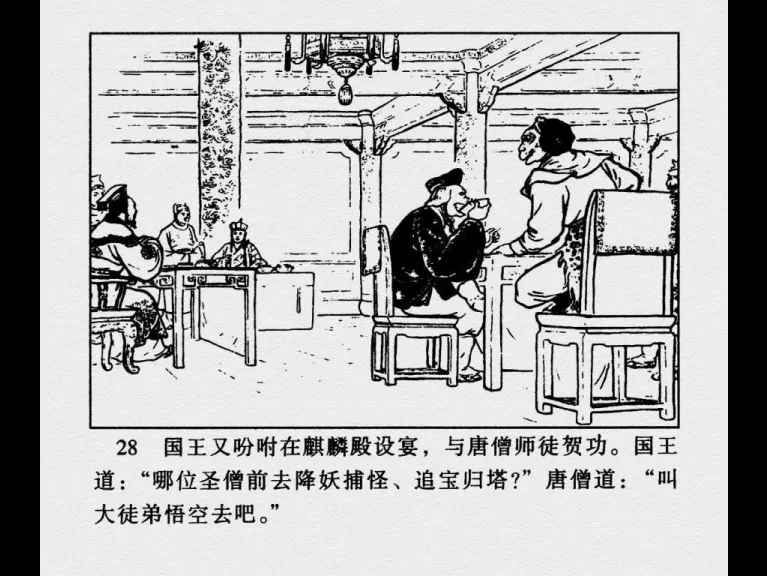 28 国王又吩咐在麒麟殿设宴，与唐僧师徒贺功。国王
道：“哪位圣僧前去降妖捕怪、追宝归塔？”唐僧道：“叫
大徒弟悟空去吧。”